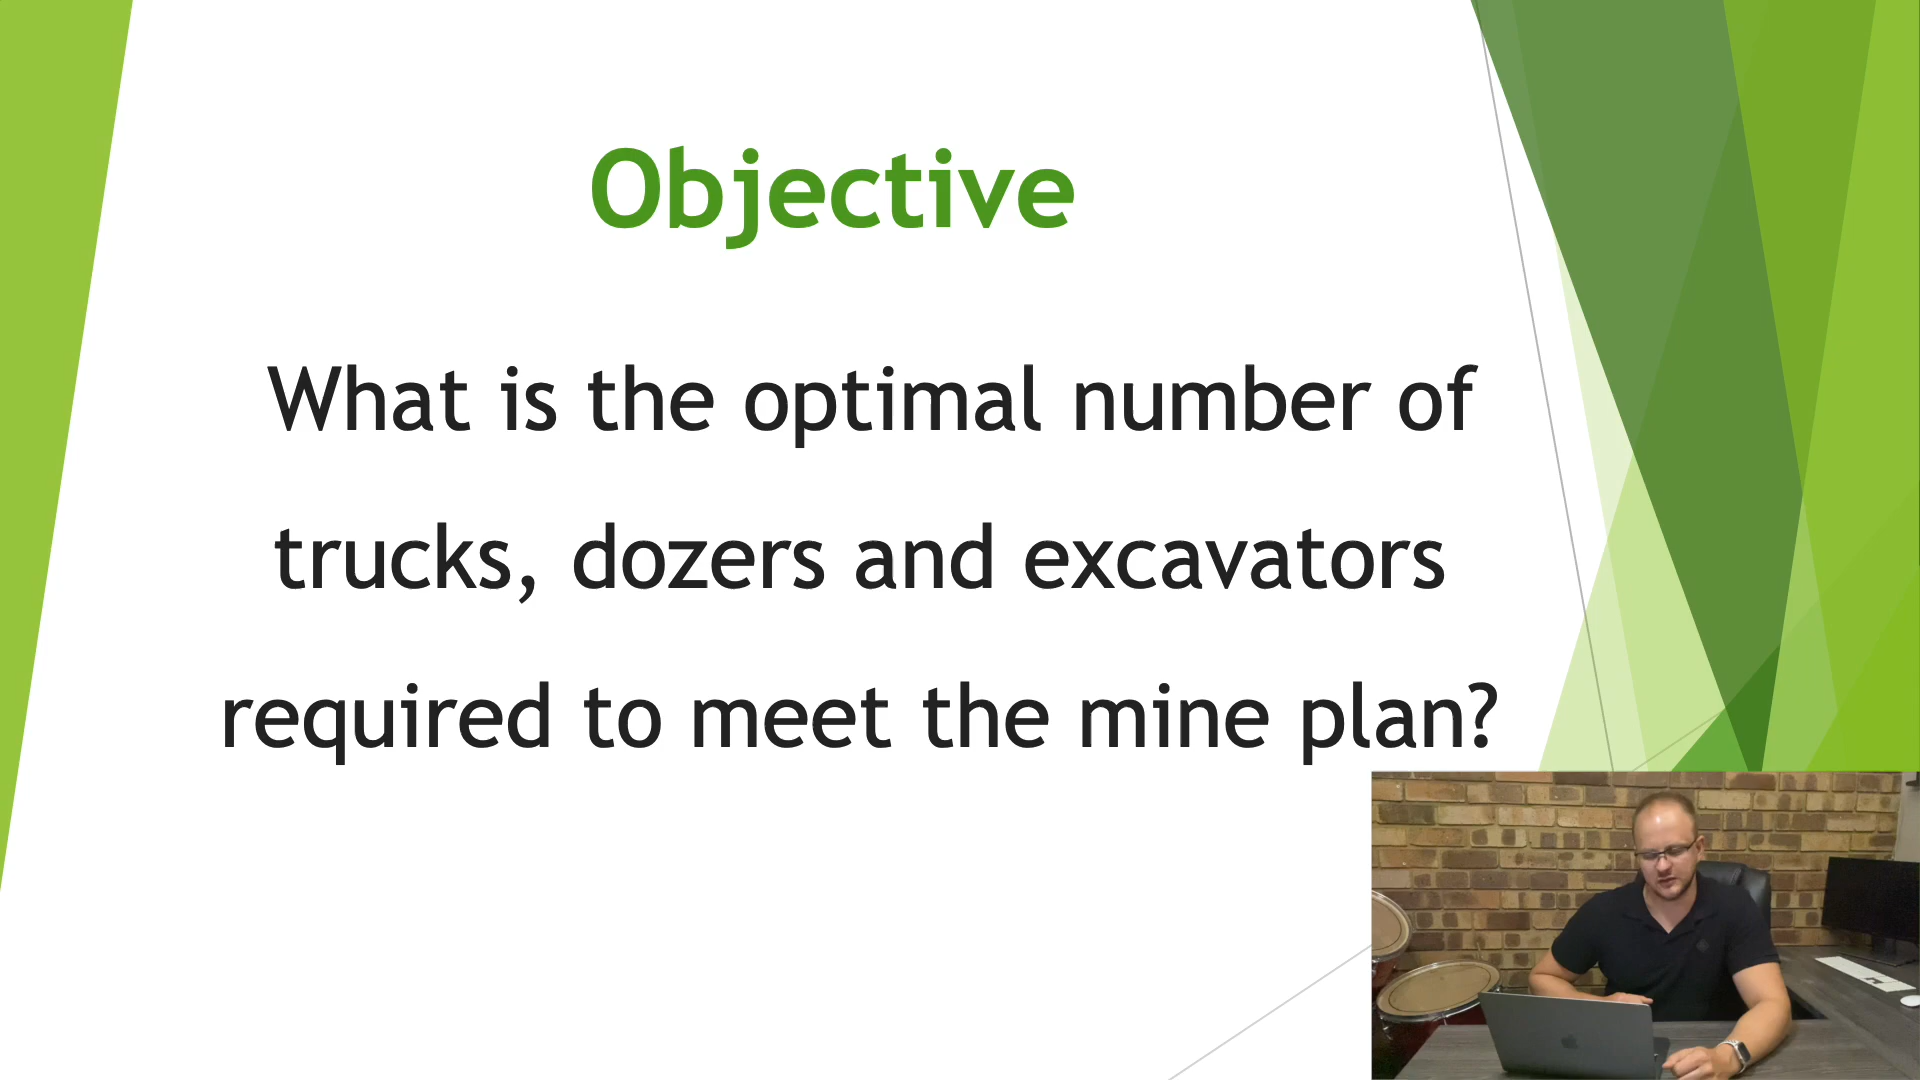 Objective
What is the optimal number of
trucks, dozers and excavators
required to meet the mine plan?